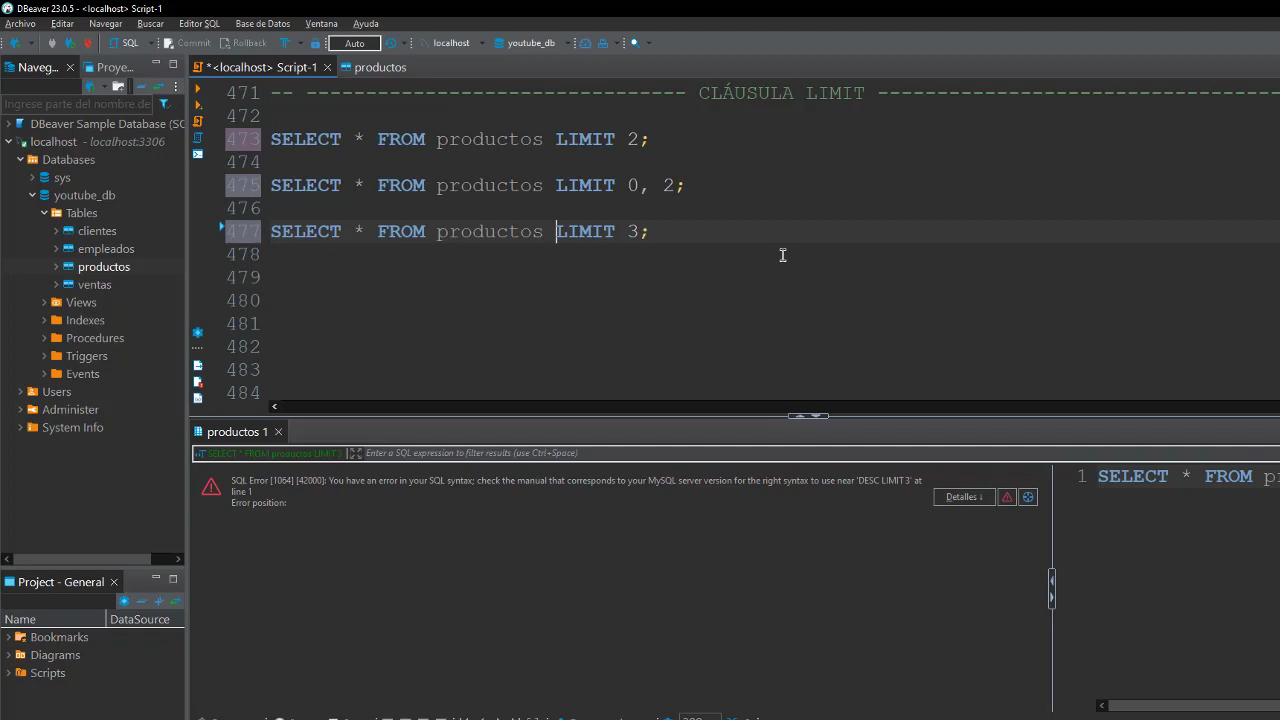 DBeaver 23.0.5 - <localhost> Script-1
Archivo Editar Navegar Buscar Editor SQL Base de Datos Ventana Ayuda
SQL Commit Rollback Auto localhost youtube_db
Naveg... Proye... *<localhost> Script-1 productos
Ingrese parte del nombre de
DBeaver Sample Database (SC
localhost - localhost:3306
Databases
sys
youtube_db
Tables
clientes
empleados
productos
ventas
Views
Indexes
Procedures
Triggers
Events
Users
Administer
System Info
471 -- -------------------------------- CLÁUSULA LIMIT ----------------------------------
472
473 SELECT * FROM productos LIMIT 2;
474
475 SELECT * FROM productos LIMIT 0, 2;
476
477 SELECT * FROM productos LIMIT 3;
478
479
480
481
482
483
484
productos 1
SELECT * FROM productos LIMIT 3 Enter a SQL expression to filter results (use Ctrl+Space)
SQL Error [1064] [42000]: You have an error in your SQL syntax; check the manual that corresponds to your MySQL server version for the right syntax to use near 'DESC LIMIT 3' at
line 1
Error position:
Detalles ↓
1 SELECT * FROM
Project - General
Name DataSource
Bookmarks
Diagrams
Scripts